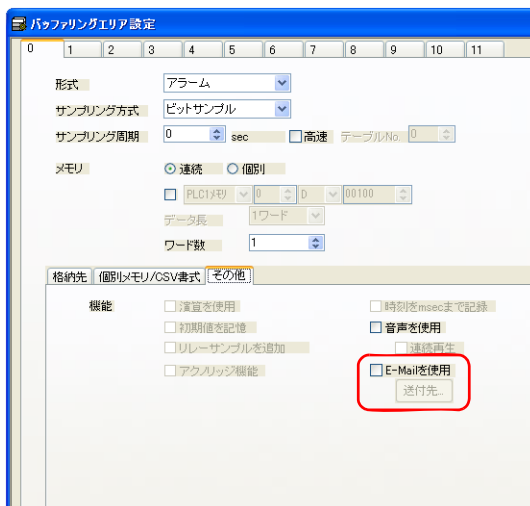 バッファリングエリア設定
0 1 2 3 4 5 6 7 8 9 10 11
形式 アラーム
サンプリング方式 ビットサンプル
サンプリング周期 0 sec 高速 テーブルNo. 0
メモリ 連続 個別
PLC1メモリ 0 D 00100
データ長 1ワード
ワード数 1
格納先 個別メモリ/CSV書式 その他
機能 演算を使用 時刻をmsecまで記録
初期値を記憶 音声を使用
リレーサンプルを追加 連続再生
アクノリッジ機能 E-Mailを使用
送付先...